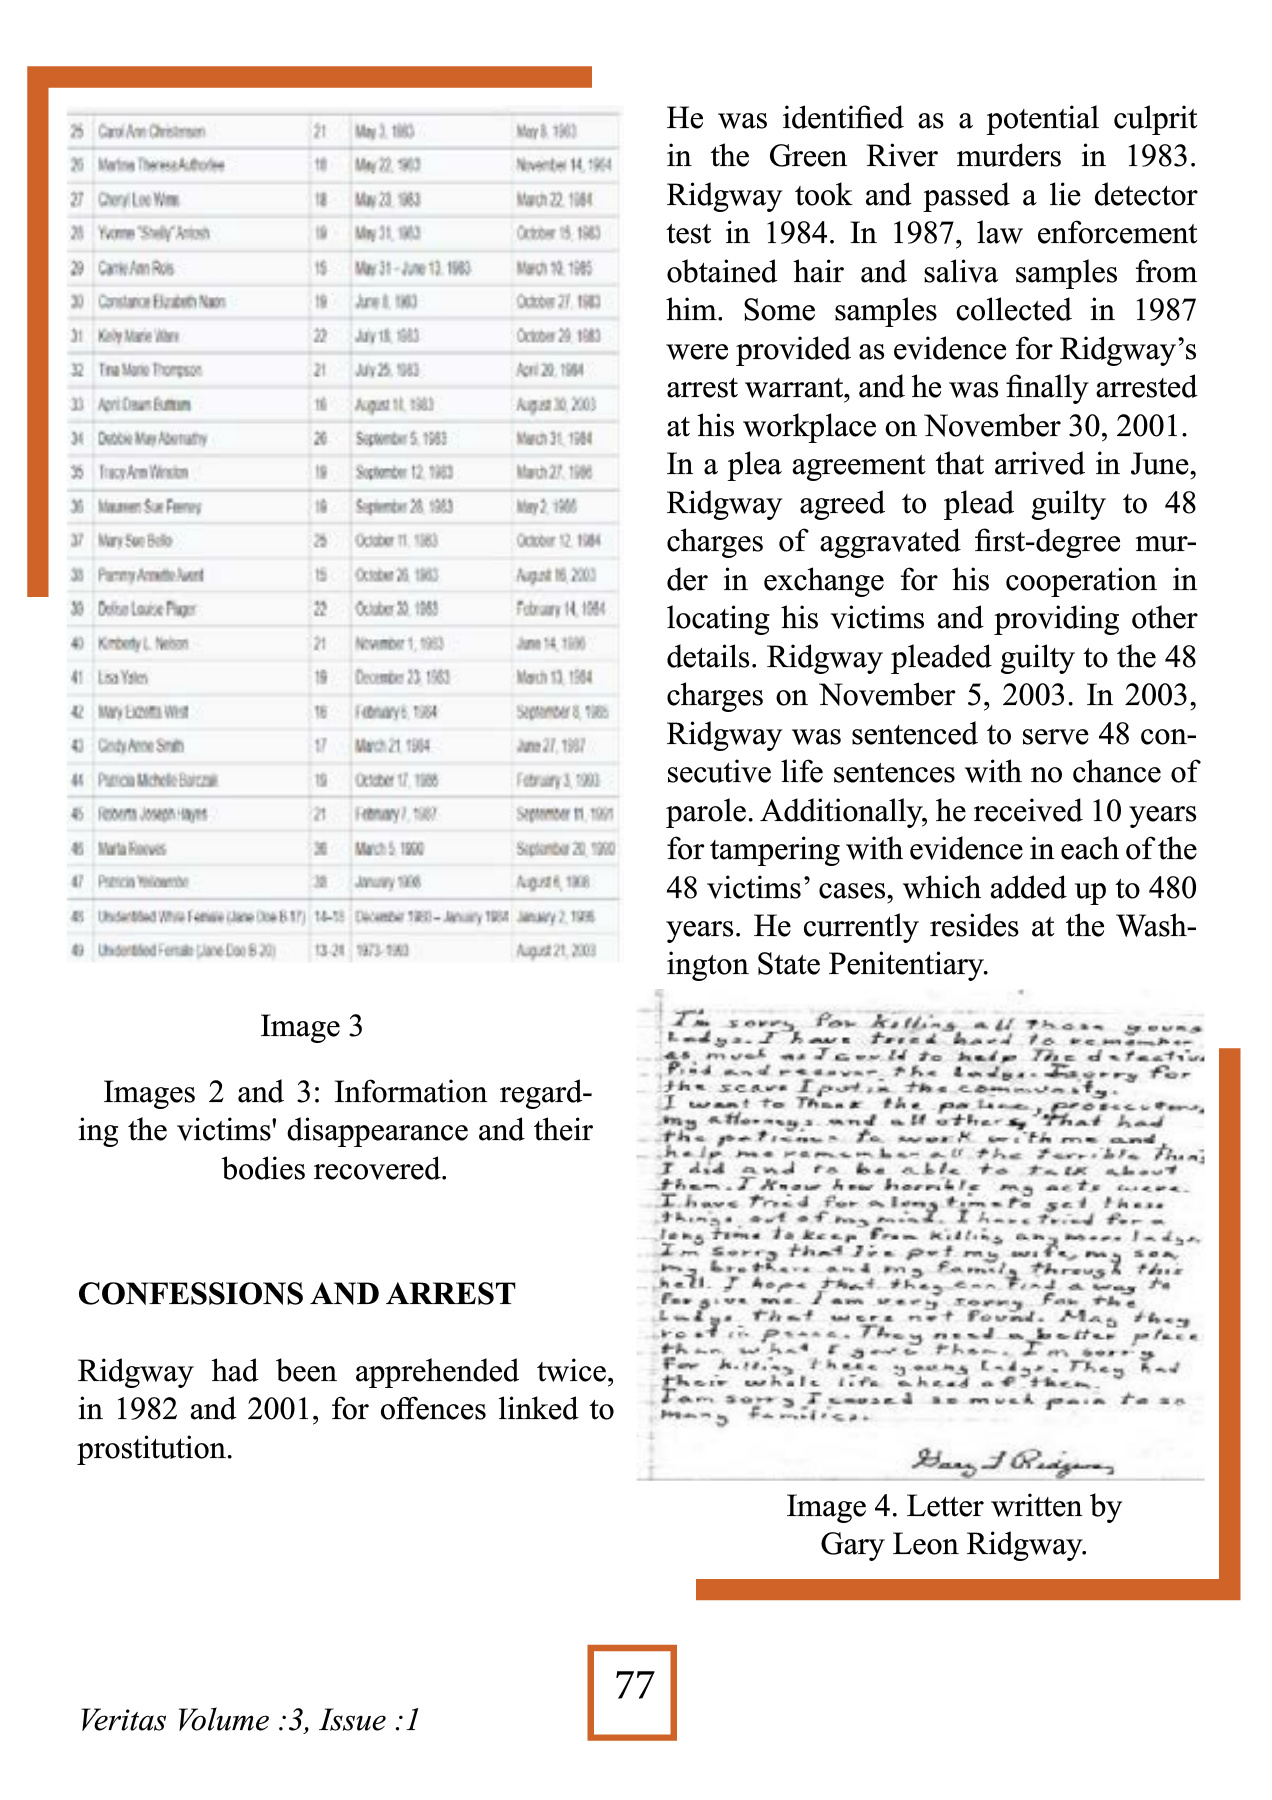 25 Carol Ann Christensen 21 May 3, 1983 May 8, 1983
26 Martina Theresa Authorlee 18 May 22, 1983 November 14, 1984
27 Cheryl Lee Wims 18 May 23, 1983 March 22, 1984
28 Yvonne "Shelly" Antosh 19 May 31, 1983 October 15, 1983
29 Carrie Ann Rois 15 May 31 – June 13, 1983 March 10, 1985
30 Constance Elizabeth Naon 19 June 8, 1983 October 27, 1983
31 Kelly Marie Ware 22 July 18, 1983 October 29, 1983
32 Tina Marie Thompson 21 July 25, 1983 April 20, 1984
33 April Dawn Buttram 16 August 18, 1983 August 30, 2003
34 Debbie May Abernathy 26 September 5, 1983 March 31, 1984
35 Tracy Ann Winston 19 September 12, 1983 March 27, 1986
36 Maureen Sue Feeney 19 September 28, 1983 May 2, 1986
37 Mary Sue Bello 25 October 11, 1983 October 12, 1984
38 Pammy Annette Avent 15 October 26, 1983 August 16, 2003
39 Delise Louise Plager 22 October 30, 1983 February 14, 1984
40 Kimberly L. Nelson 21 November 1, 1983 June 14, 1986
41 Lisa Yates 19 December 23, 1983 March 13, 1984
42 Mary Exzetta West 16 February 6, 1984 September 8, 1985
43 Cindy Anne Smith 17 March 21, 1984 June 27, 1987
44 Patricia Michelle Barczak 19 October 17, 1986 February 3, 1993
45 Roberta Joseph Hayes 21 February 7, 1987 September 11, 1991
46 Marta Reeves 36 March 5, 1990 September 20, 1990
47 Patricia Yellowrobe 38 January 1998 August 6, 1998
48 Unidentified White Female (Jane Doe B-17) 14–18 December 1980 – January 1984 January 2, 1986
49 Unidentified Female (Jane Doe B-20) 13-24 1973–1993 August 21, 2003
Image 3
Images 2 and 3: Information regard-
ing the victims' disappearance and their
bodies recovered.
CONFESSIONS AND ARREST
Ridgway had been apprehended twice,
in 1982 and 2001, for offences linked to
prostitution.
He was identified as a potential culprit
in the Green River murders in 1983.
Ridgway took and passed a lie detector
test in 1984. In 1987, law enforcement
obtained hair and saliva samples from
him. Some samples collected in 1987
were provided as evidence for Ridgway’s
arrest warrant, and he was finally arrested
at his workplace on November 30, 2001.
In a plea agreement that arrived in June,
Ridgway agreed to plead guilty to 48
charges of aggravated first-degree mur-
der in exchange for his cooperation in
locating his victims and providing other
details. Ridgway pleaded guilty to the 48
charges on November 5, 2003. In 2003,
Ridgway was sentenced to serve 48 con-
secutive life sentences with no chance of
parole. Additionally, he received 10 years
for tampering with evidence in each of the
48 victims’ cases, which added up to 480
years. He currently resides at the Wash-
ington State Penitentiary.
I'm sorry for killing all those young
Ladys. I have tried hard to remember
as much as I could to help The detective
find and recover the Ladys. I sorry for
the scare I put in the community.
I want to Thank the police, prosecutors,
my attorneys. and all others, That had
the patience to work with me and
help me remember all the terrible Things
I did and to be able to talk about
them. I Know how horrible my acts were.
I have tried for a long time to get these
things out of my mind. I have tried for a
long time to keep from killing any more ladys.
I'm sorry that I've put my wife, my son,
my brothers and my family through this
hell. I hope that they can find a way to
forgive me. I am very sorry for the
Ladys that were not found. May they
rest in peace. They need a better place
than what I gave them. I'm sorry
for killing these young Ladys. They had
their whole life ahead of them.
I am sorry I caused so much pain to so
many families.
Gary L Ridgway
Image 4. Letter written by
Gary Leon Ridgway.
77
Veritas Volume :3, Issue :1